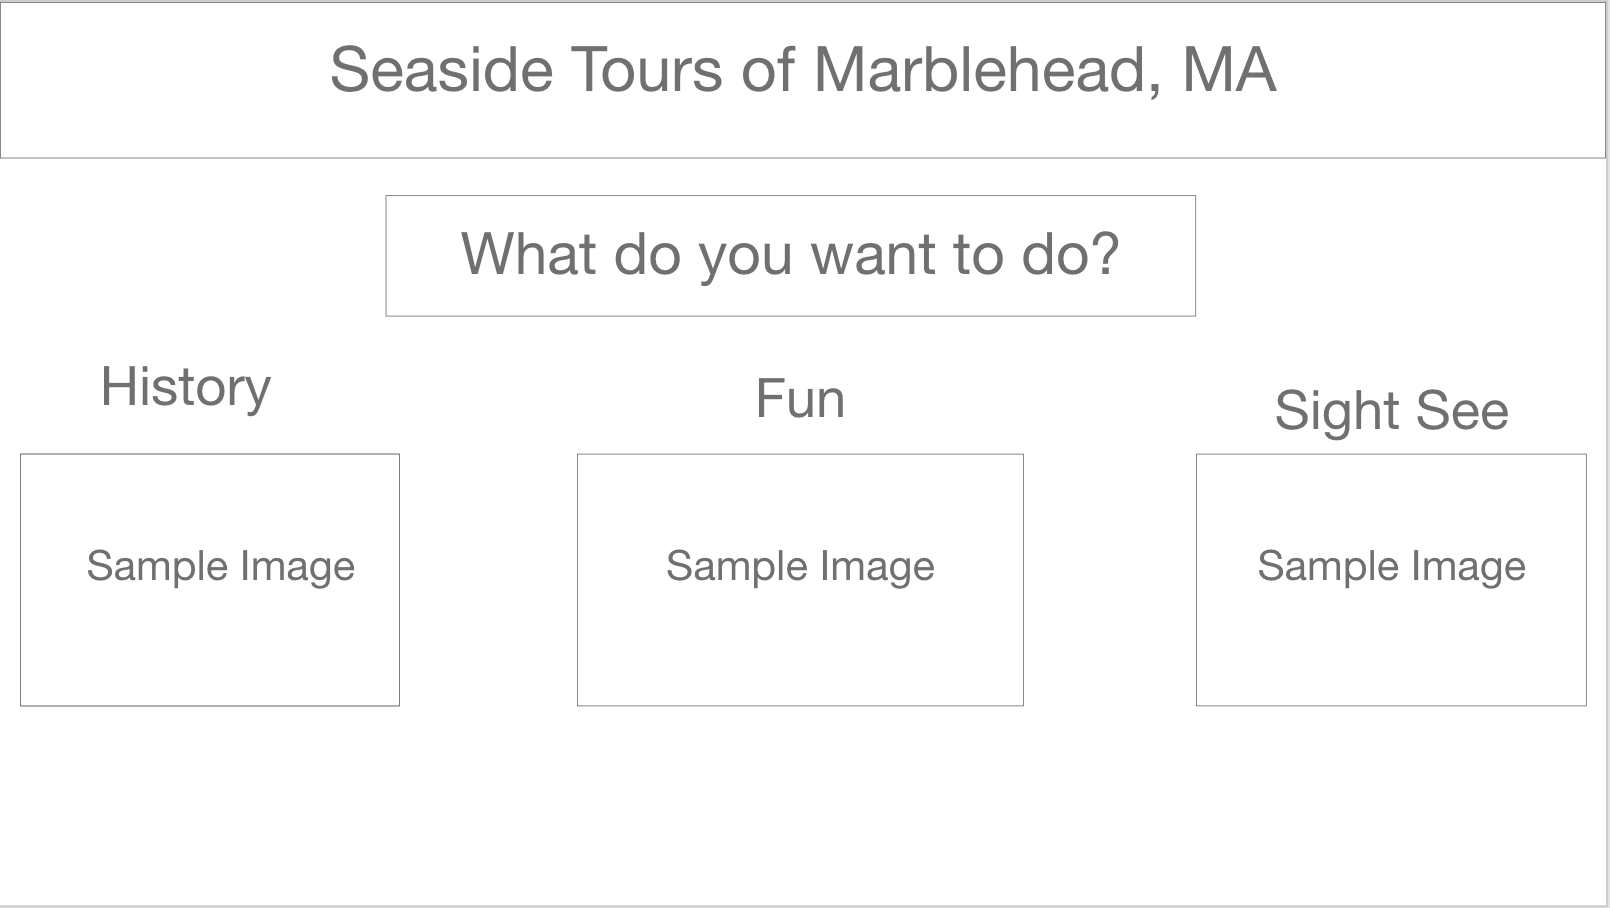 Seaside Tours of Marblehead, MA
What do you want to do?
History
Fun
Sight See
Sample Image
Sample Image
Sample Image